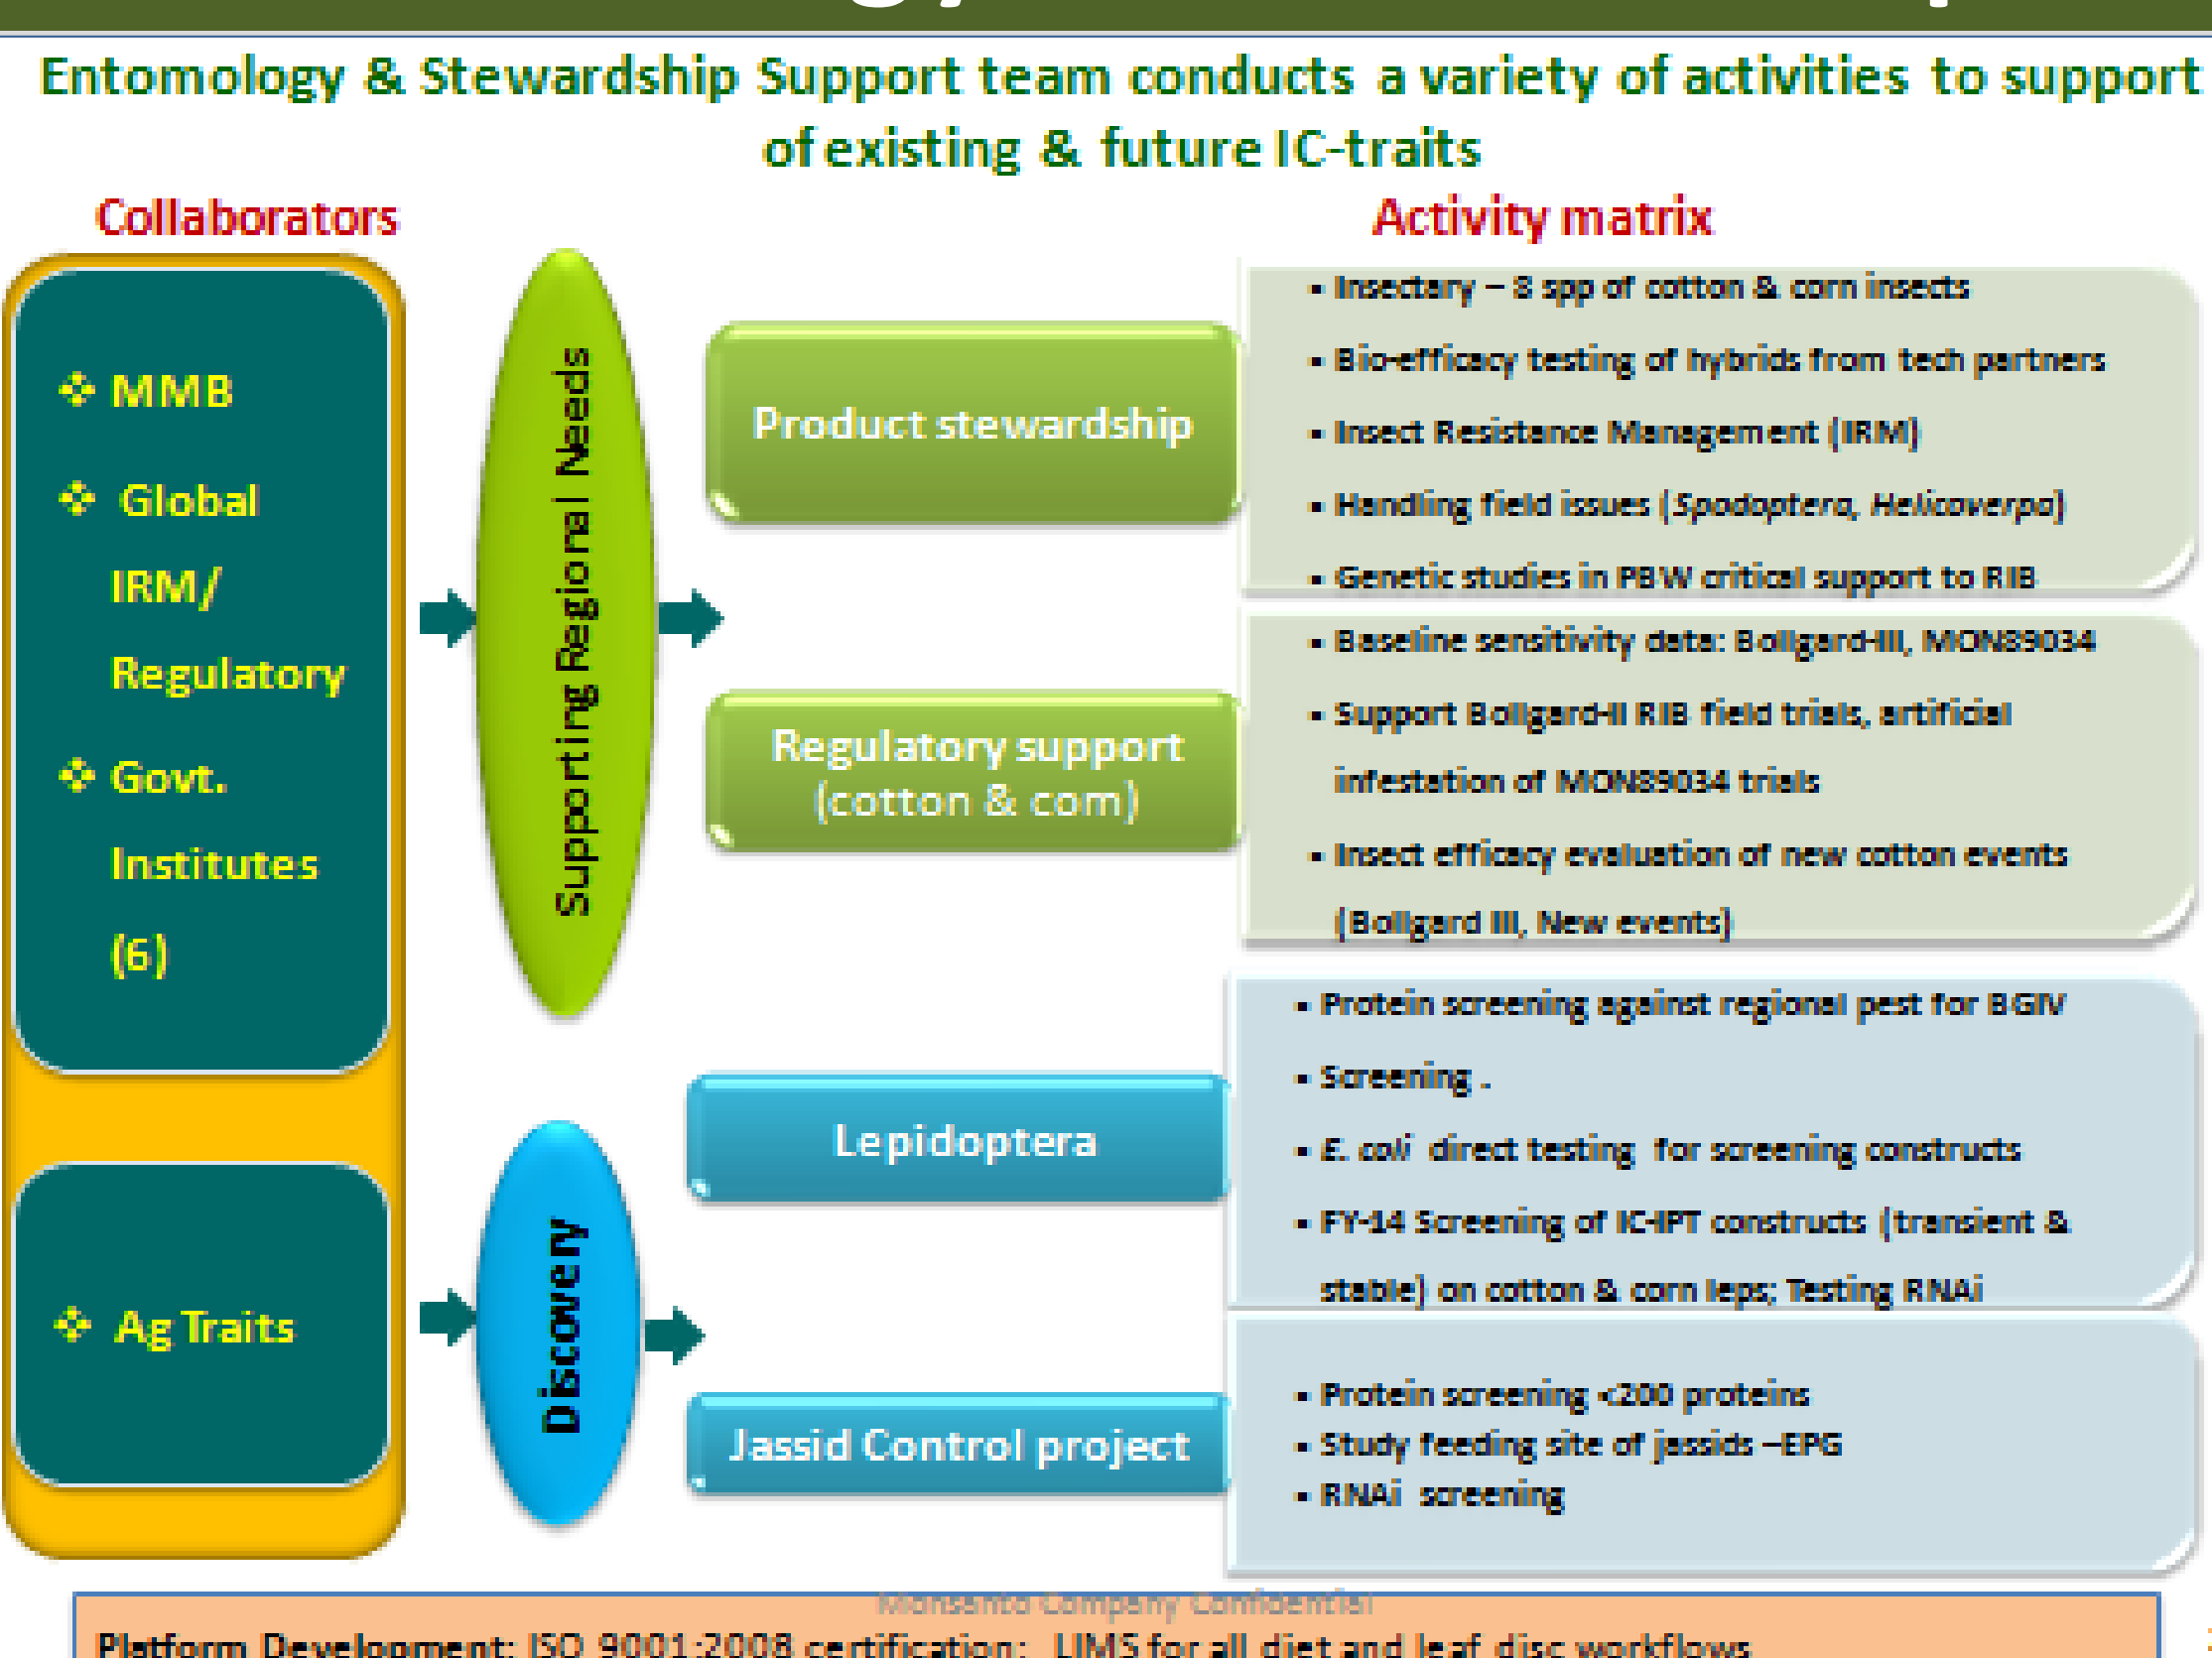 Entomology & Stewardship Support team conducts a variety of activities to support
of existing & future IC-traits
Collaborators
Activity matrix
❖ MMB
❖ Global
IRM/
Regulatory
❖ Govt.
Institutes
(6)
❖ Ag Traits
Supporting Regional Needs
Discovery
Product stewardship
▪ Insectary – 8 spp of cotton & corn insects
▪ Bio-efficacy testing of hybrids from tech partners
▪ Insect Resistance Management (IRM)
▪ Handling field issues (Spodoptera, Helicoverpa)
▪ Genetic studies in PBW critical support to RIB
Regulatory support
(cotton & corn)
▪ Baseline sensitivity data: Bollgard-III, MON89034
▪ Support Bollgard-II RIB field trials, artificial
infestation of MON89034 trials
▪ Insect efficacy evaluation of new cotton events
(Bollgard III, New events)
Lepidoptera
▪ Protein screening against regional pest for BGIV
▪ Screening .
▪ E. coli direct testing for screening constructs
▪ FY-14 Screening of IC-IPT constructs (transient &
stable) on cotton & corn leps; Testing RNAi
Jassid Control project
▪ Protein screening <200 proteins
▪ Study feeding site of jassids –EPG
▪ RNAi screening
Monsanto Company Confidential
Platform Development: ISO 9001:2008 certification; LIMS for all diet and leaf disc workflows